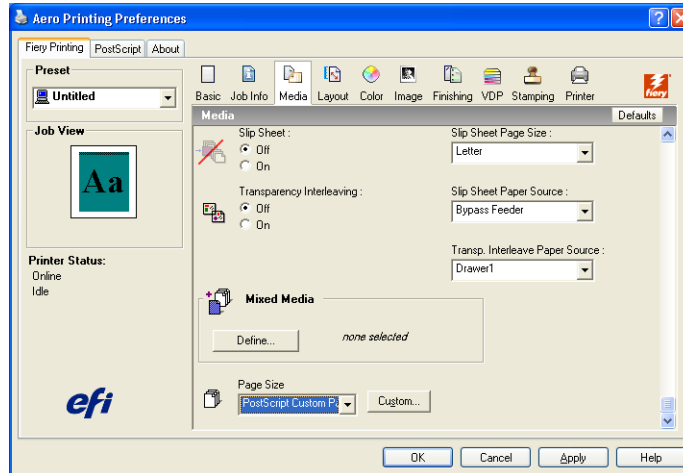 Aero Printing Preferences
Fiery Printing PostScript About
Preset
Untitled
Job View
Aa
Printer Status:
Online
Idle
efi
Basic Job Info Media Layout Color Image Finishing VDP Stamping Printer
fiery
Media Defaults
Slip Sheet :
Off
On
Slip Sheet Page Size :
Letter
Transparency Interleaving :
Off
On
Slip Sheet Paper Source :
Bypass Feeder
Transp. Interleave Paper Source :
Drawer1
Mixed Media
Define... none selected
Page Size
PostScript Custom P Custom...
OK Cancel Apply Help